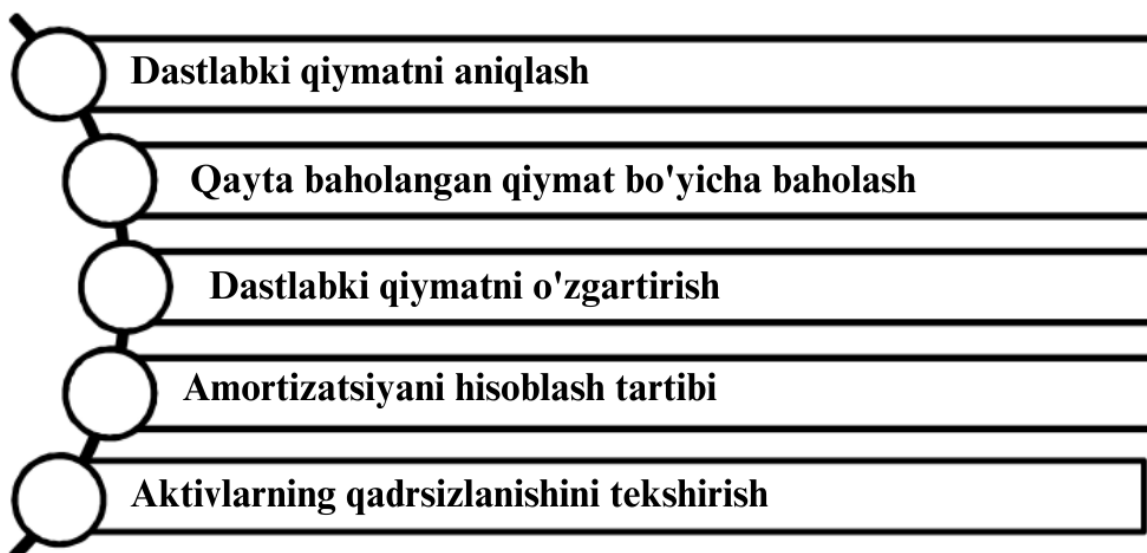 Dastlabki qiymatni aniqlash
Qayta baholangan qiymat bo'yicha baholash
Dastlabki qiymatni o'zgartirish
Amortizatsiyani hisoblash tartibi
Aktivlarning qadrsizlanishini tekshirish